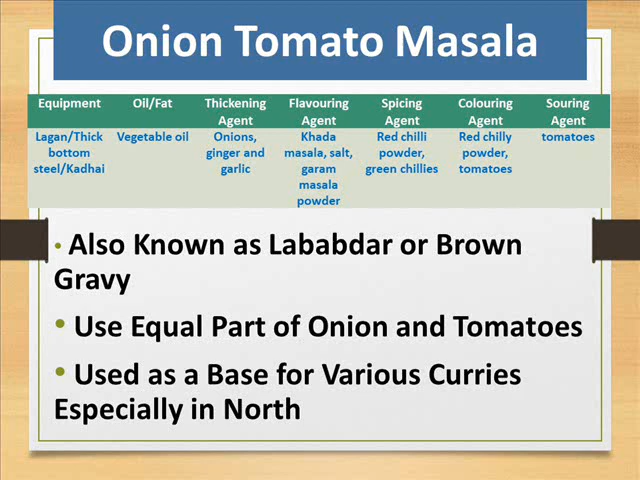 Onion Tomato Masala
Equipment Oil/Fat Thickening Agent Flavouring Agent Spicing Agent Colouring Agent Souring Agent
Lagan/Thick bottom steel/Kadhai Vegetable oil Onions, ginger and garlic Khada masala, salt, garam masala powder Red chilli powder, green chillies Red chilly powder, tomatoes tomatoes
• Also Known as Lababdar or Brown
Gravy
• Use Equal Part of Onion and Tomatoes
• Used as a Base for Various Curries
Especially in North